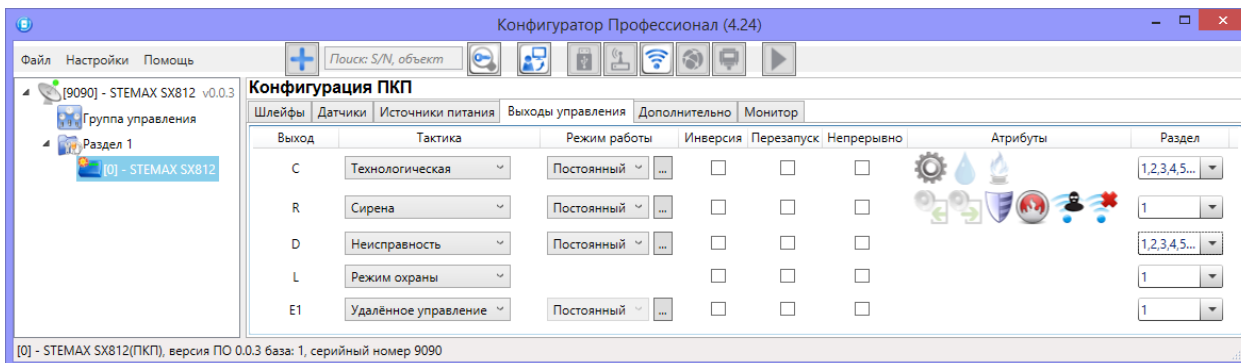 Конфигуратор Профессионал (4.24)
Файл Настройки Помощь Поиск: S/N, объект
[9090] - STEMAX SX812 v0.0.3
Группа управления
Раздел 1
[0] - STEMAX SX812
Конфигурация ПКП
Шлейфы Датчики Источники питания Выходы управления Дополнительно Монитор
Выход Тактика Режим работы Инверсия Перезапуск Непрерывно Атрибуты Раздел
C Технологическая Постоянный ... 1,2,3,4,5...
R Сирена Постоянный ... 1
D Неисправность Постоянный ... 1,2,3,4,5...
L Режим охраны 1
E1 Удалённое управление Постоянный ... 1
[0] - STEMAX SX812(ПКП), версия ПО 0.0.3 база: 1, серийный номер 9090